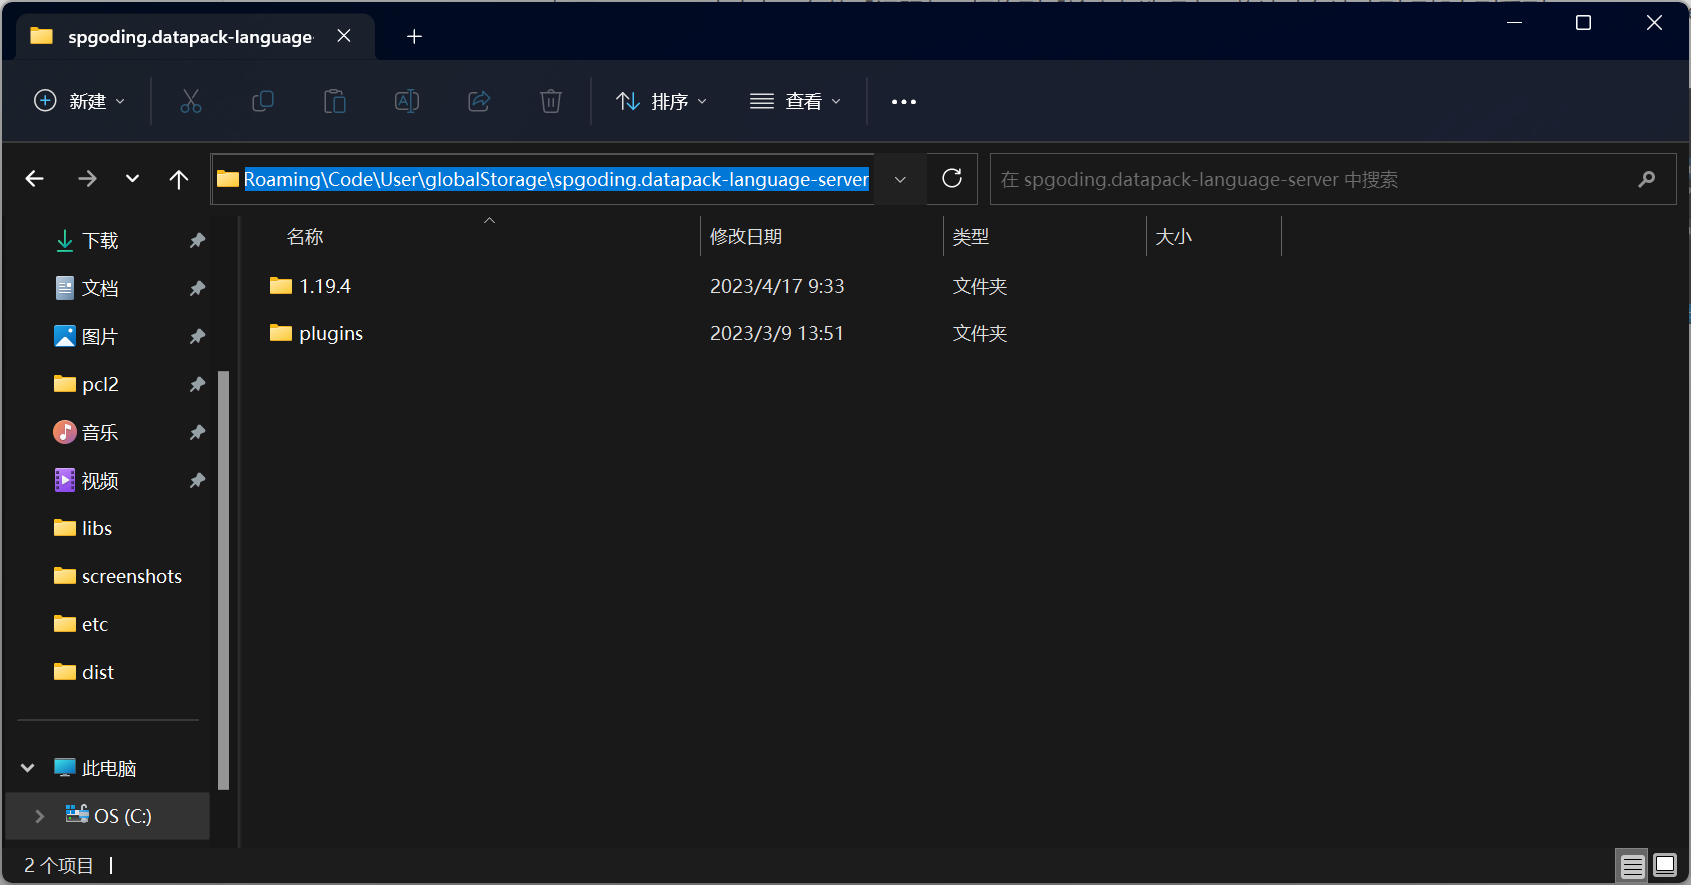 spgoding.datapack-language-
新建
排序
查看
Roaming\Code\User\globalStorage\spgoding.datapack-language-server
在 spgoding.datapack-language-server 中搜索
名称 修改日期 类型 大小
1.19.4 2023/4/17 9:33 文件夹
plugins 2023/3/9 13:51 文件夹
下载
文档
图片
pcl2
音乐
视频
libs
screenshots
etc
dist
此电脑
OS (C:)
2 个项目